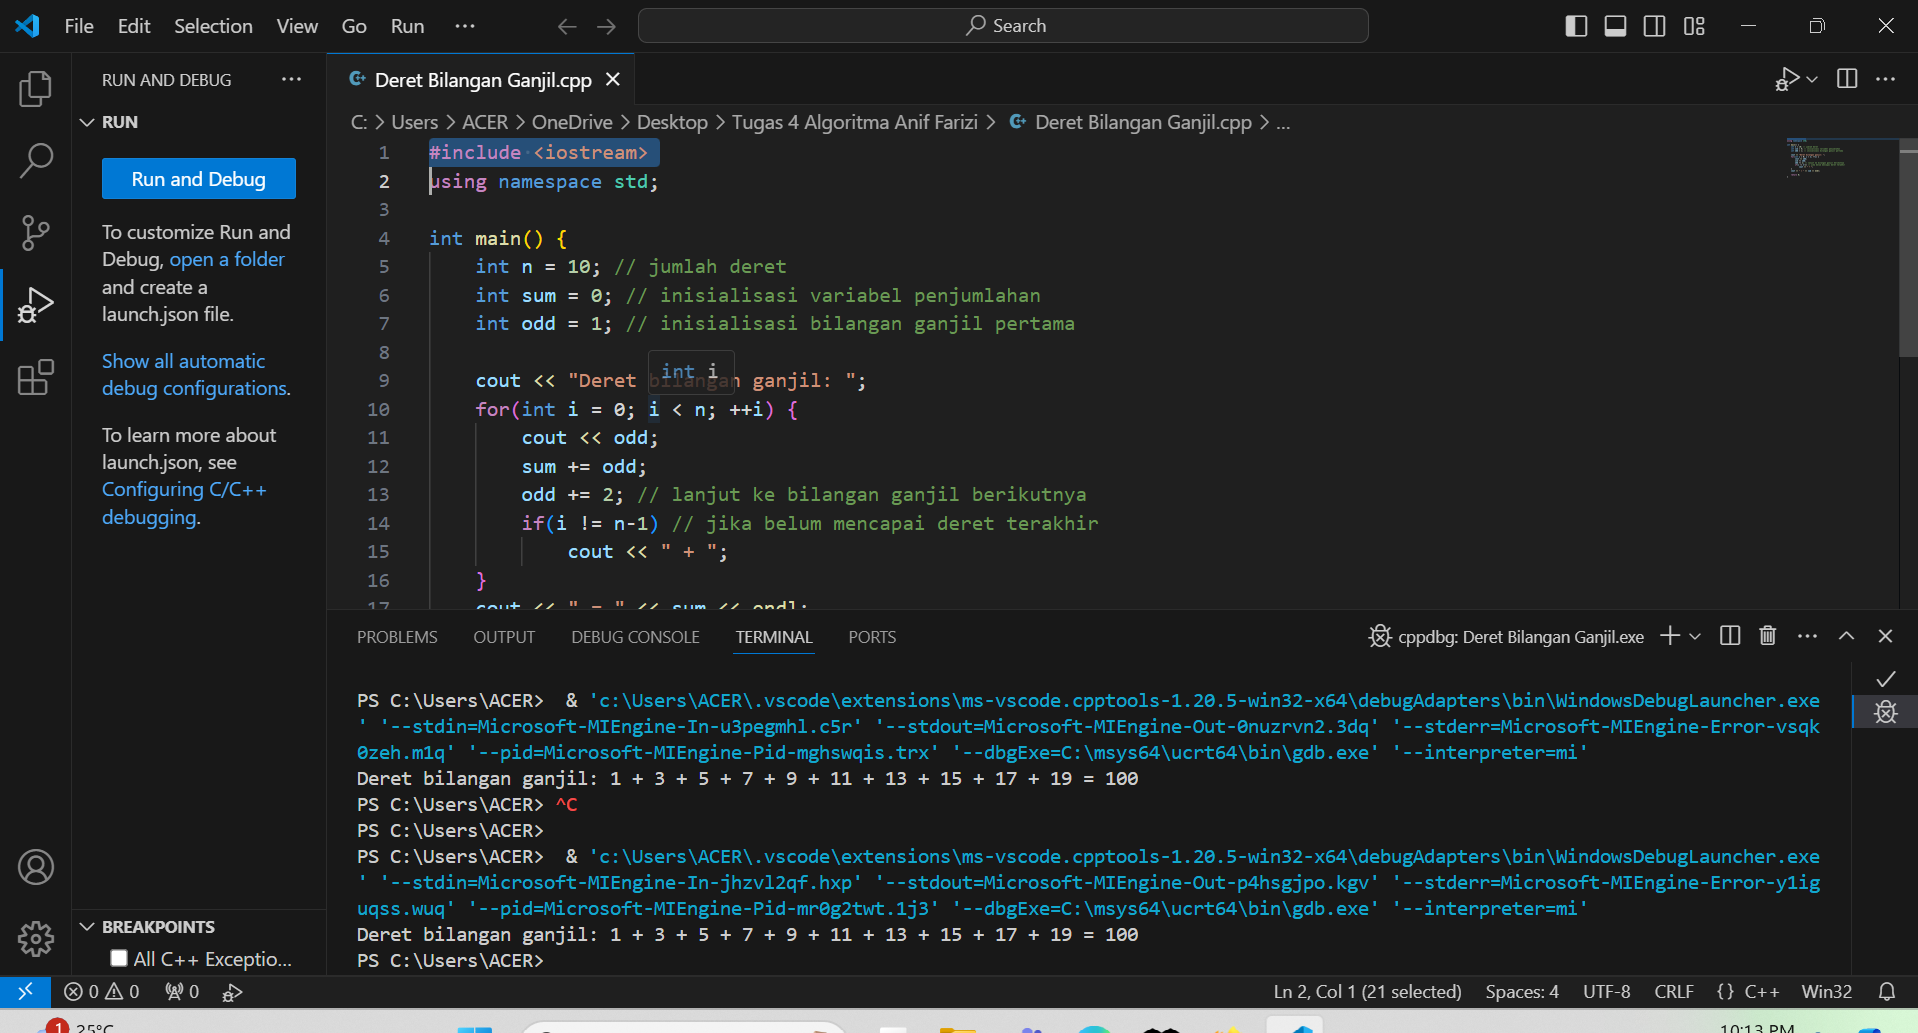 File Edit Selection View Go Run ··· Search
RUN AND DEBUG ···
RUN
Run and Debug
To customize Run and
Debug, open a folder
and create a
launch.json file.
Show all automatic
debug configurations.
To learn more about
launch.json, see
Configuring C/C++
debugging.
BREAKPOINTS
All C++ Exceptio...
Deret Bilangan Ganjil.cpp
C: > Users > ACER > OneDrive > Desktop > Tugas 4 Algoritma Anif Farizi > Deret Bilangan Ganjil.cpp > ...
1 #include <iostream>
2 using namespace std;
3
4 int main() {
5 int n = 10; // jumlah deret
6 int sum = 0; // inisialisasi variabel penjumlahan
7 int odd = 1; // inisialisasi bilangan ganjil pertama
8
int i
9 cout << "Deret bilangan ganjil: ";
10 for(int i = 0; i < n; ++i) {
11 cout << odd;
12 sum += odd;
13 odd += 2; // lanjut ke bilangan ganjil berikutnya
14 if(i != n-1) // jika belum mencapai deret terakhir
15 cout << " + ";
16 }
17 cout << " = " << sum << endl;
PROBLEMS OUTPUT DEBUG CONSOLE TERMINAL PORTS cppdbg: Deret Bilangan Ganjil.exe
PS C:\Users\ACER> & 'c:\Users\ACER\.vscode\extensions\ms-vscode.cpptools-1.20.5-win32-x64\debugAdapters\bin\WindowsDebugLauncher.exe
' '--stdin=Microsoft-MIEngine-In-u3pegmhl.c5r' '--stdout=Microsoft-MIEngine-Out-0nuzrvn2.3dq' '--stderr=Microsoft-MIEngine-Error-vsqk
0zeh.m1q' '--pid=Microsoft-MIEngine-Pid-mghswqis.trx' '--dbgExe=C:\msys64\ucrt64\bin\gdb.exe' '--interpreter=mi'
Deret bilangan ganjil: 1 + 3 + 5 + 7 + 9 + 11 + 13 + 15 + 17 + 19 = 100
PS C:\Users\ACER> ^C
PS C:\Users\ACER>
PS C:\Users\ACER> & 'c:\Users\ACER\.vscode\extensions\ms-vscode.cpptools-1.20.5-win32-x64\debugAdapters\bin\WindowsDebugLauncher.exe
' '--stdin=Microsoft-MIEngine-In-jhzvl2qf.hxp' '--stdout=Microsoft-MIEngine-Out-p4hsgjpo.kgv' '--stderr=Microsoft-MIEngine-Error-y1ig
uqss.wuq' '--pid=Microsoft-MIEngine-Pid-mr0g2twt.1j3' '--dbgExe=C:\msys64\ucrt64\bin\gdb.exe' '--interpreter=mi'
Deret bilangan ganjil: 1 + 3 + 5 + 7 + 9 + 11 + 13 + 15 + 17 + 19 = 100
PS C:\Users\ACER>
0 0 0 Ln 2, Col 1 (21 selected) Spaces: 4 UTF-8 CRLF {} C++ Win32
1 25°C 10:13 PM